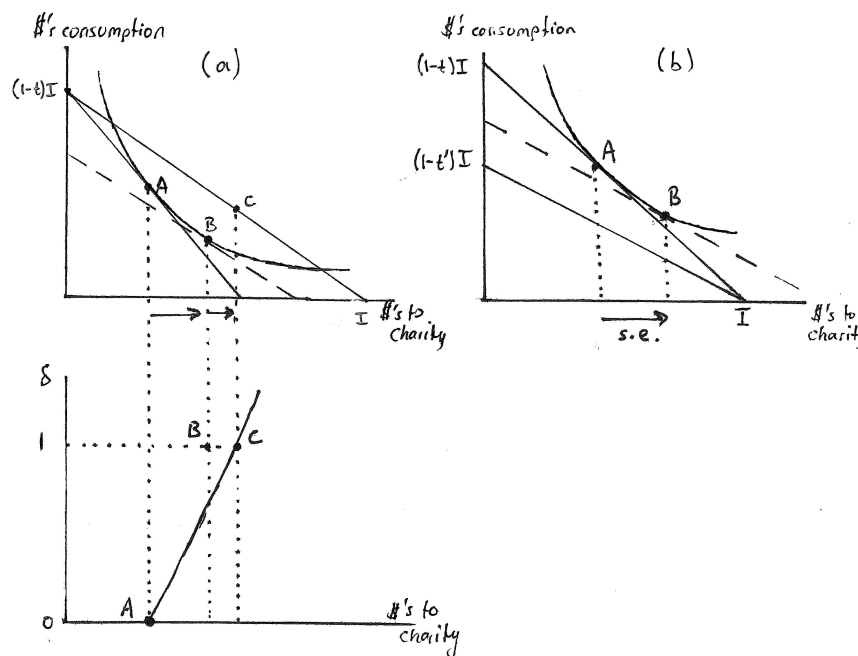 $'s consumption
(a)
(1-t)I
A
C
B
I
$'s to
charity
$'s consumption
(b)
(1-t)I
A
(1-t')I
B
I
$'s to
charit
s.e.
δ
1
B
C
A
0
$'s to
charity